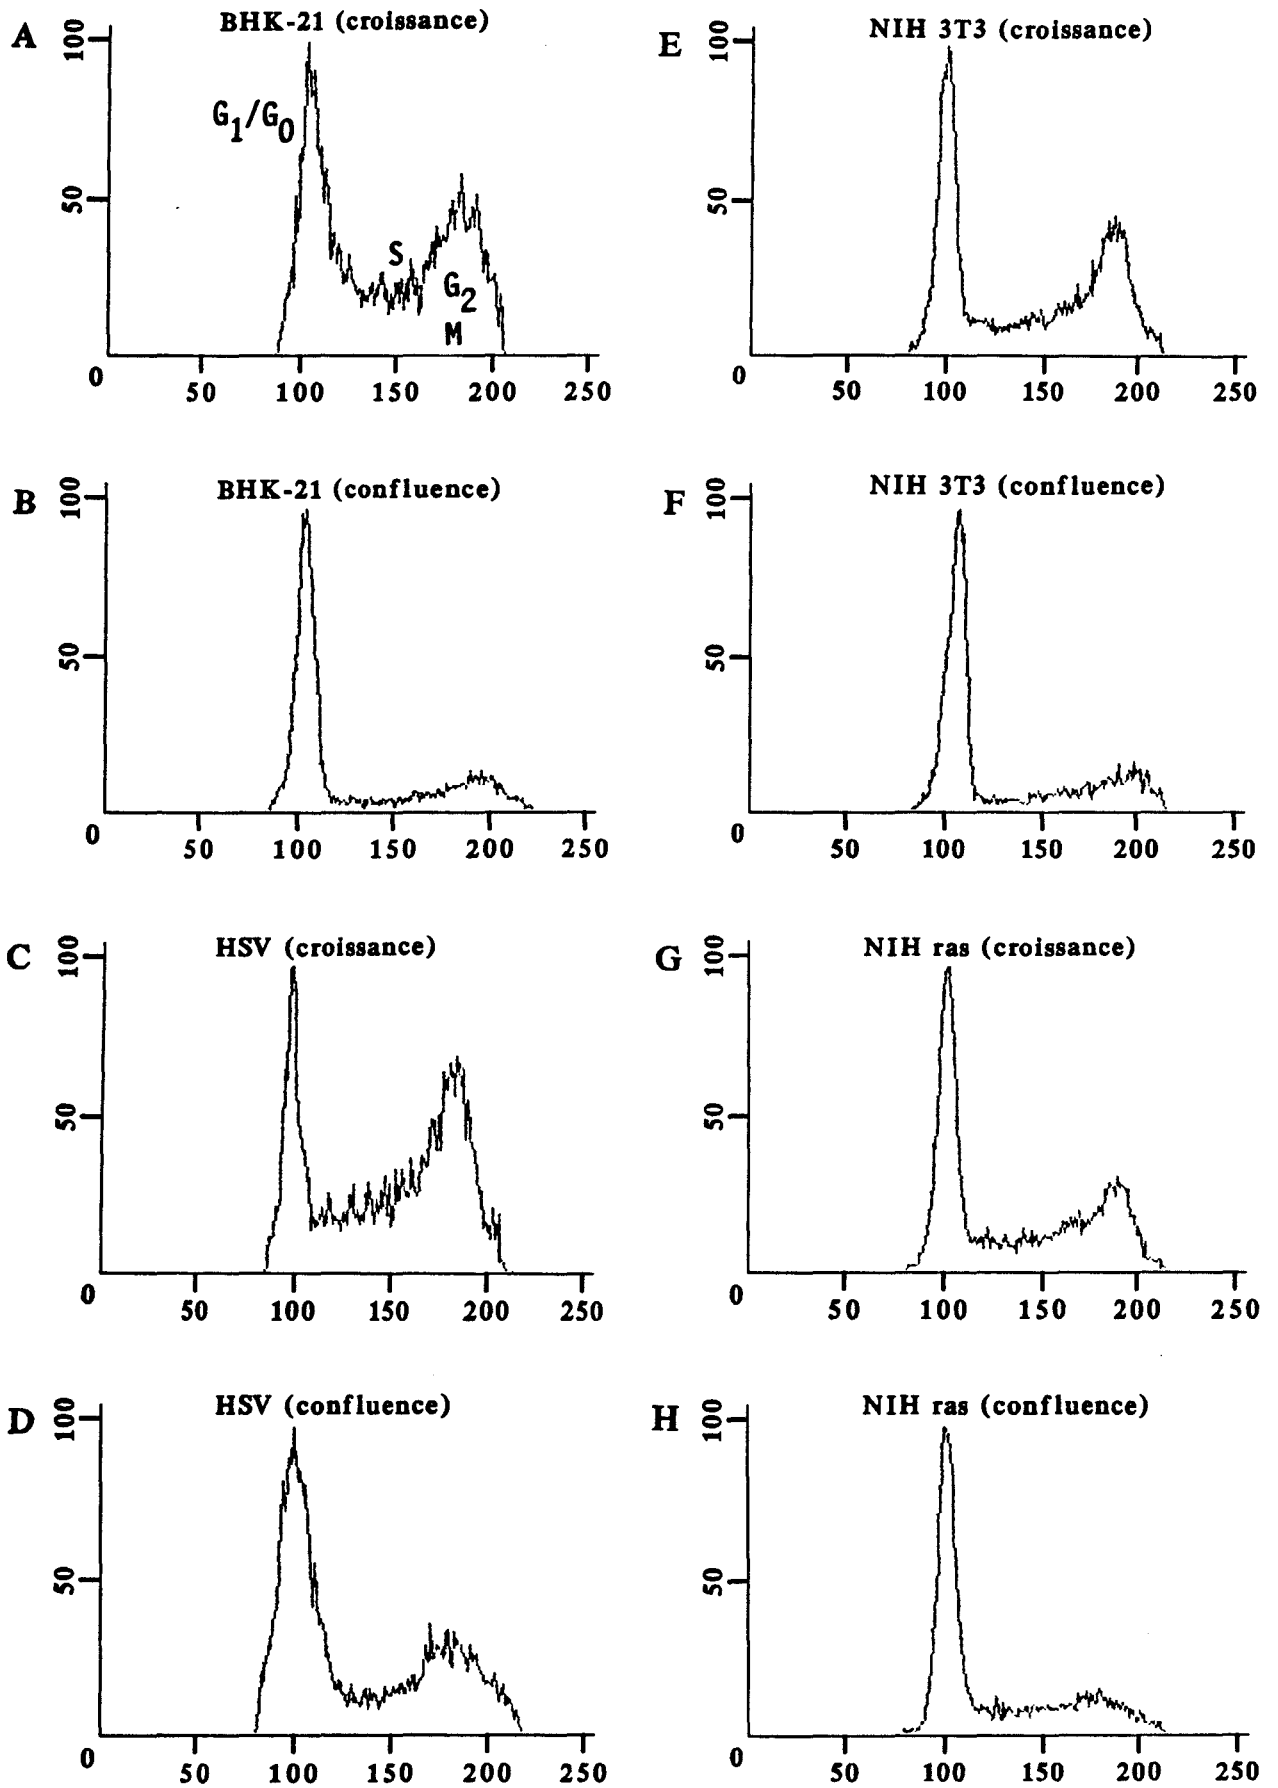 A
BHK-21 (croissance)
100
50
G1/G0
S
G2
M
0
50 100 150 200 250
E
NIH 3T3 (croissance)
100
50
0
50 100 150 200 250
B
BHK-21 (confluence)
100
50
0
50 100 150 200 250
F
NIH 3T3 (confluence)
100
50
0
50 100 150 200 250
C
HSV (croissance)
100
50
0
50 100 150 200 250
G
NIH ras (croissance)
100
50
0
50 100 150 200 250
D
HSV (confluence)
100
50
0
50 100 150 200 250
H
NIH ras (confluence)
100
50
0
50 100 150 200 250